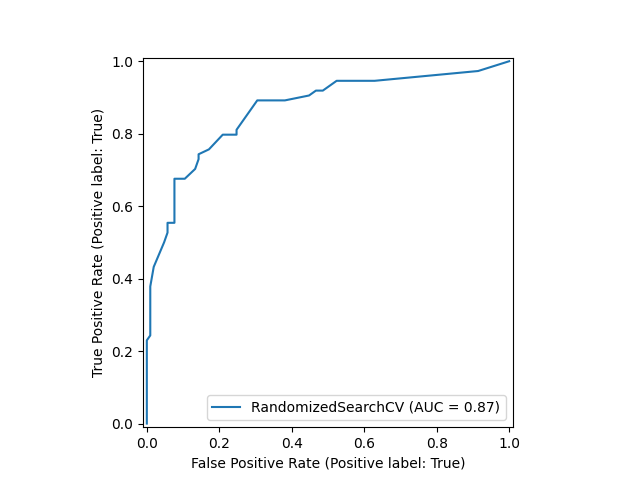 1.0
0.8
0.6
0.4
0.2
0.0
True Positive Rate (Positive label: True)
RandomizedSearchCV (AUC = 0.87)
0.0 0.2 0.4 0.6 0.8 1.0
False Positive Rate (Positive label: True)